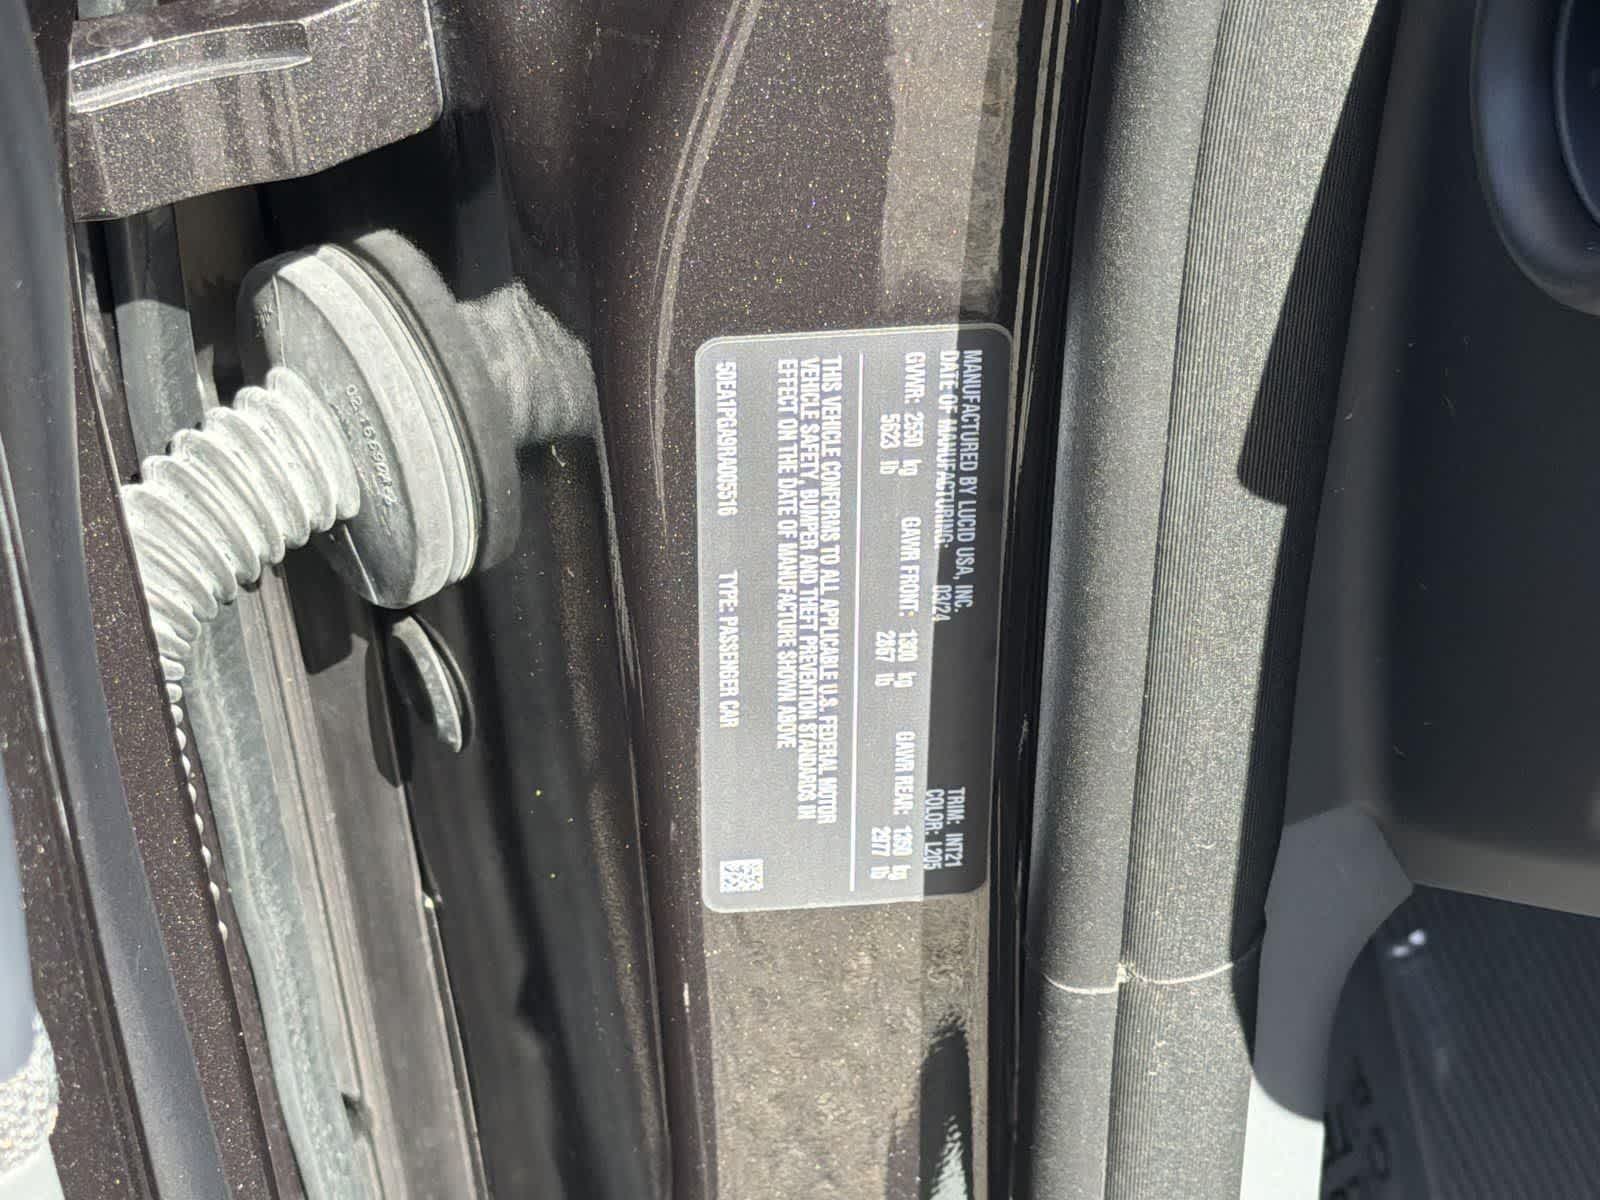 MANUFACTURED BY LUCID USA, INC.
DATE OF MANUFACTURING: 03/24
TRIM: INT21
COLOR: L205
GVWR: 2550 kg GAWR FRONT: 1300 kg GAWR REAR: 1350 kg
5623 lb 2867 lb 2977 lb
THIS VEHICLE CONFORMS TO ALL APPLICABLE U.S. FEDERAL MOTOR
VEHICLE SAFETY, BUMPER AND THEFT PREVENTION STANDARDS IN
EFFECT ON THE DATE OF MANUFACTURE SHOWN ABOVE
50EA1PGA9RA005516 TYPE: PASSENGER CAR